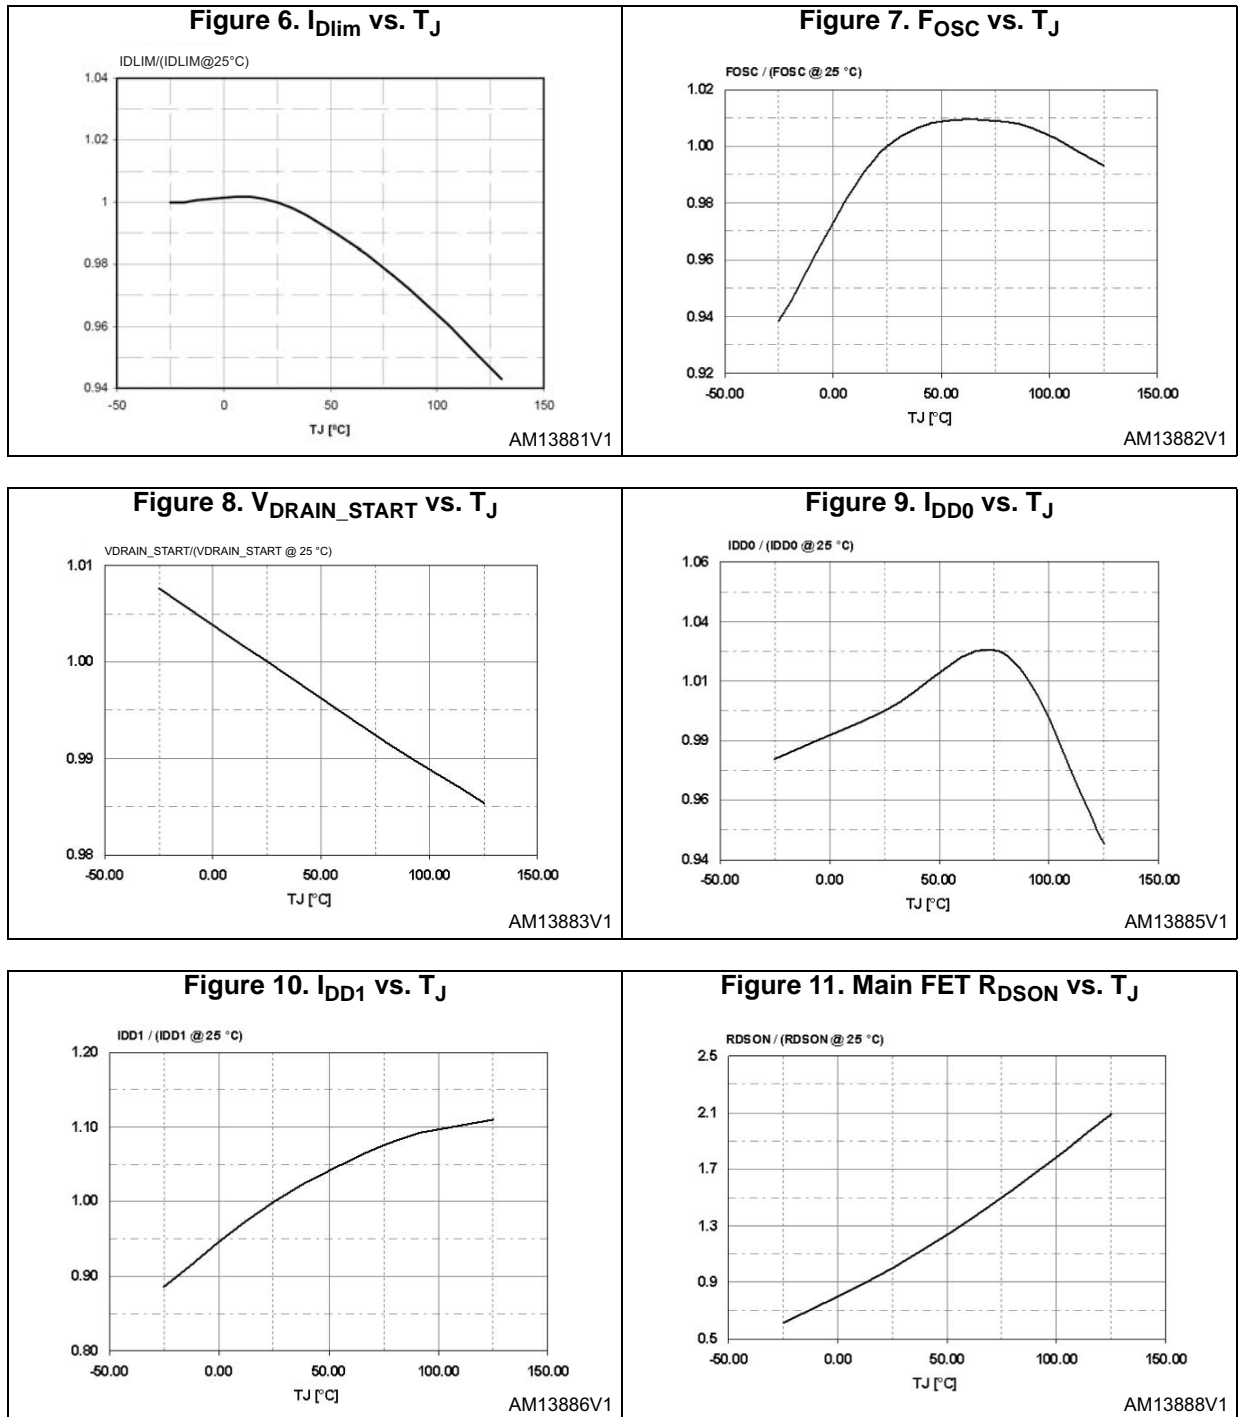 Figure 6. IDlim vs. TJ
IDLIM/(IDLIM@25°C)
1.04
1.02
1
0.98
0.96
0.94
-50 0 50 100 150
TJ [°C]
AM13881V1
Figure 7. FOSC vs. TJ
FOSC / (FOSC @ 25 °C)
1.02
1.00
0.98
0.96
0.94
0.92
-50.00 0.00 50.00 100.00 150.00
TJ [°C]
AM13882V1
Figure 8. VDRAIN_START vs. TJ
VDRAIN_START/(VDRAIN_START @ 25 °C)
1.01
1.00
0.99
0.98
-50.00 0.00 50.00 100.00 150.00
TJ [°C]
AM13883V1
Figure 9. IDD0 vs. TJ
IDD0 / (IDD0 @ 25 °C)
1.06
1.04
1.01
0.99
0.96
0.94
-50.00 0.00 50.00 100.00 150.00
TJ [°C]
AM13885V1
Figure 10. IDD1 vs. TJ
IDD1 / (IDD1 @ 25 °C)
1.20
1.10
1.00
0.90
0.80
-50.00 0.00 50.00 100.00 150.00
TJ [°C]
AM13886V1
Figure 11. Main FET RDSON vs. TJ
RDSON / (RDSON @ 25 °C)
2.5
2.1
1.7
1.3
0.9
0.5
-50.00 0.00 50.00 100.00 150.00
TJ [°C]
AM13888V1